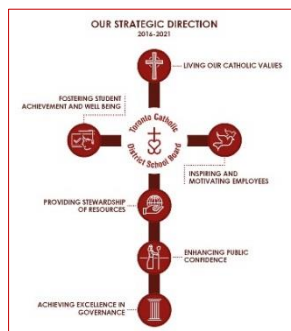 OUR STRATEGIC DIRECTION
2016-2021
LIVING OUR CATHOLIC VALUES
FOSTERING STUDENT
ACHIEVEMENT AND WELL BEING
Toronto Catholic
District School Board
INSPIRING AND
MOTIVATING EMPLOYEES
PROVIDING STEWARDSHIP
OF RESOURCES
ENHANCING PUBLIC
CONFIDENCE
ACHIEVING EXCELLENCE IN
GOVERNANCE